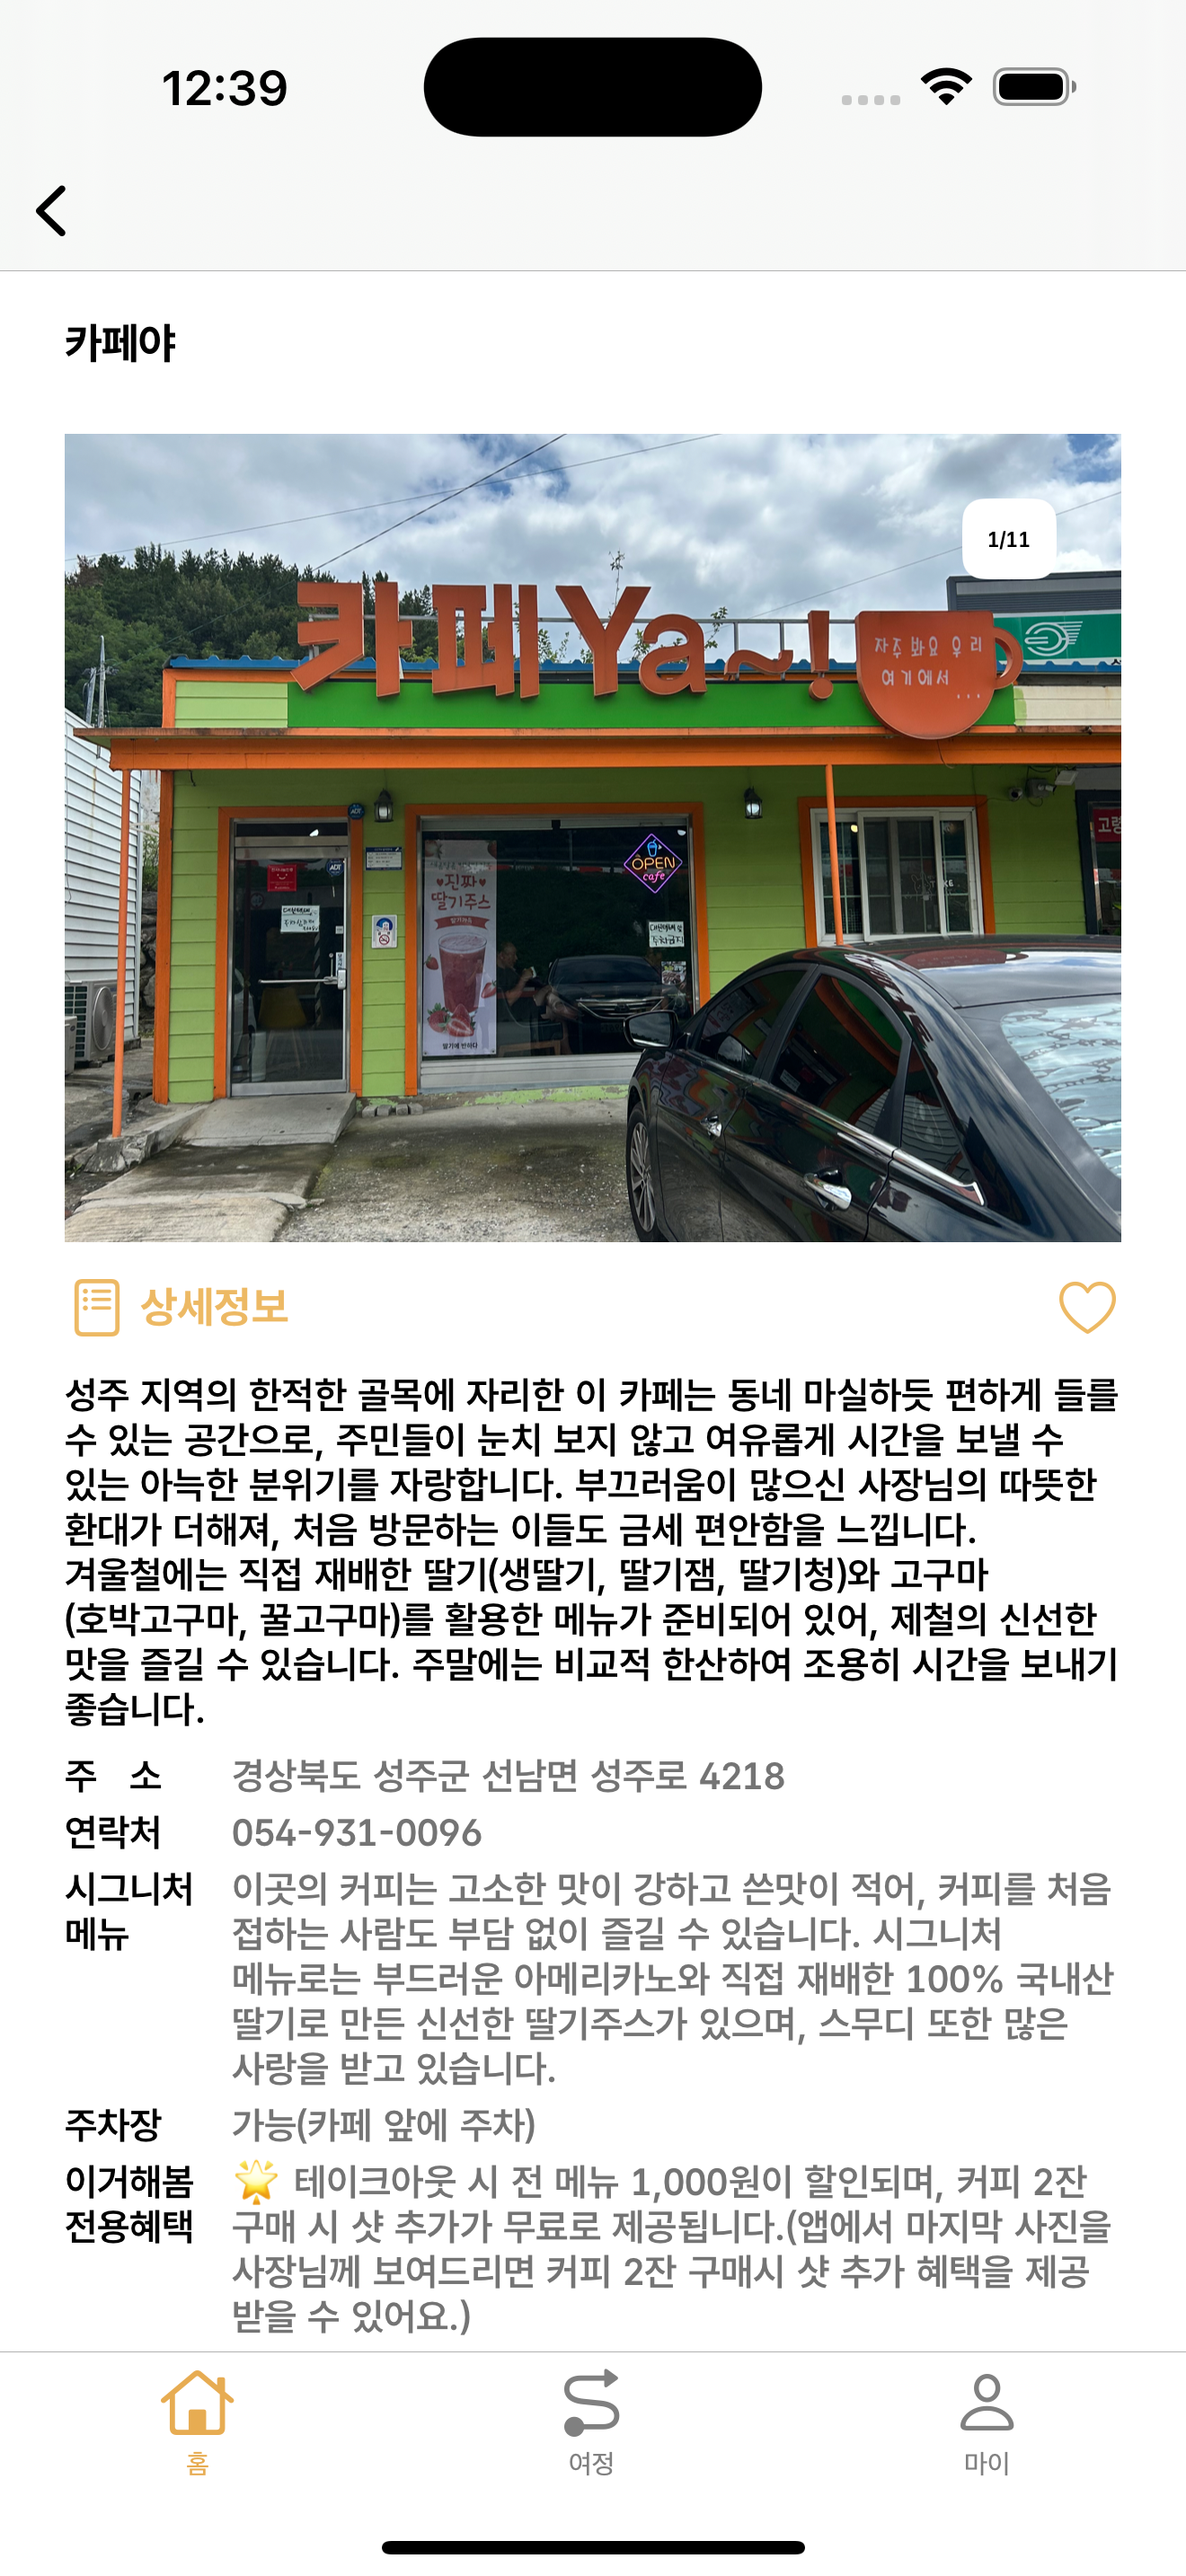 12:39
카페야
1/11
카페Ya~!
자주 봐요 우리
여기에서
...
ADT
ADT
♥진짜♥
딸기주스
OPEN
cafe
주차금지
딸기에 반하다
고령
상세정보
성주 지역의 한적한 골목에 자리한 이 카페는 동네 마실하듯 편하게 들를
수 있는 공간으로, 주민들이 눈치 보지 않고 여유롭게 시간을 보낼 수
있는 아늑한 분위기를 자랑합니다. 부끄러움이 많으신 사장님의 따뜻한
환대가 더해져, 처음 방문하는 이들도 금세 편안함을 느낍니다.
겨울철에는 직접 재배한 딸기(생딸기, 딸기잼, 딸기청)와 고구마
(호박고구마, 꿀고구마)를 활용한 메뉴가 준비되어 있어, 제철의 신선한
맛을 즐길 수 있습니다. 주말에는 비교적 한산하여 조용히 시간을 보내기
좋습니다.
주 소 경상북도 성주군 선남면 성주로 4218
연락처 054-931-0096
시그니처 이곳의 커피는 고소한 맛이 강하고 쓴맛이 적어, 커피를 처음
메뉴 접하는 사람도 부담 없이 즐길 수 있습니다. 시그니처
메뉴로는 부드러운 아메리카노와 직접 재배한 100% 국내산
딸기로 만든 신선한 딸기주스가 있으며, 스무디 또한 많은
사랑을 받고 있습니다.
주차장 가능(카페 앞에 주차)
이거해봄 🌟 테이크아웃 시 전 메뉴 1,000원이 할인되며, 커피 2잔
전용혜택 구매 시 샷 추가가 무료로 제공됩니다.(앱에서 마지막 사진을
사장님께 보여드리면 커피 2잔 구매시 샷 추가 혜택을 제공
받을 수 있어요.)
홈
여정
마이